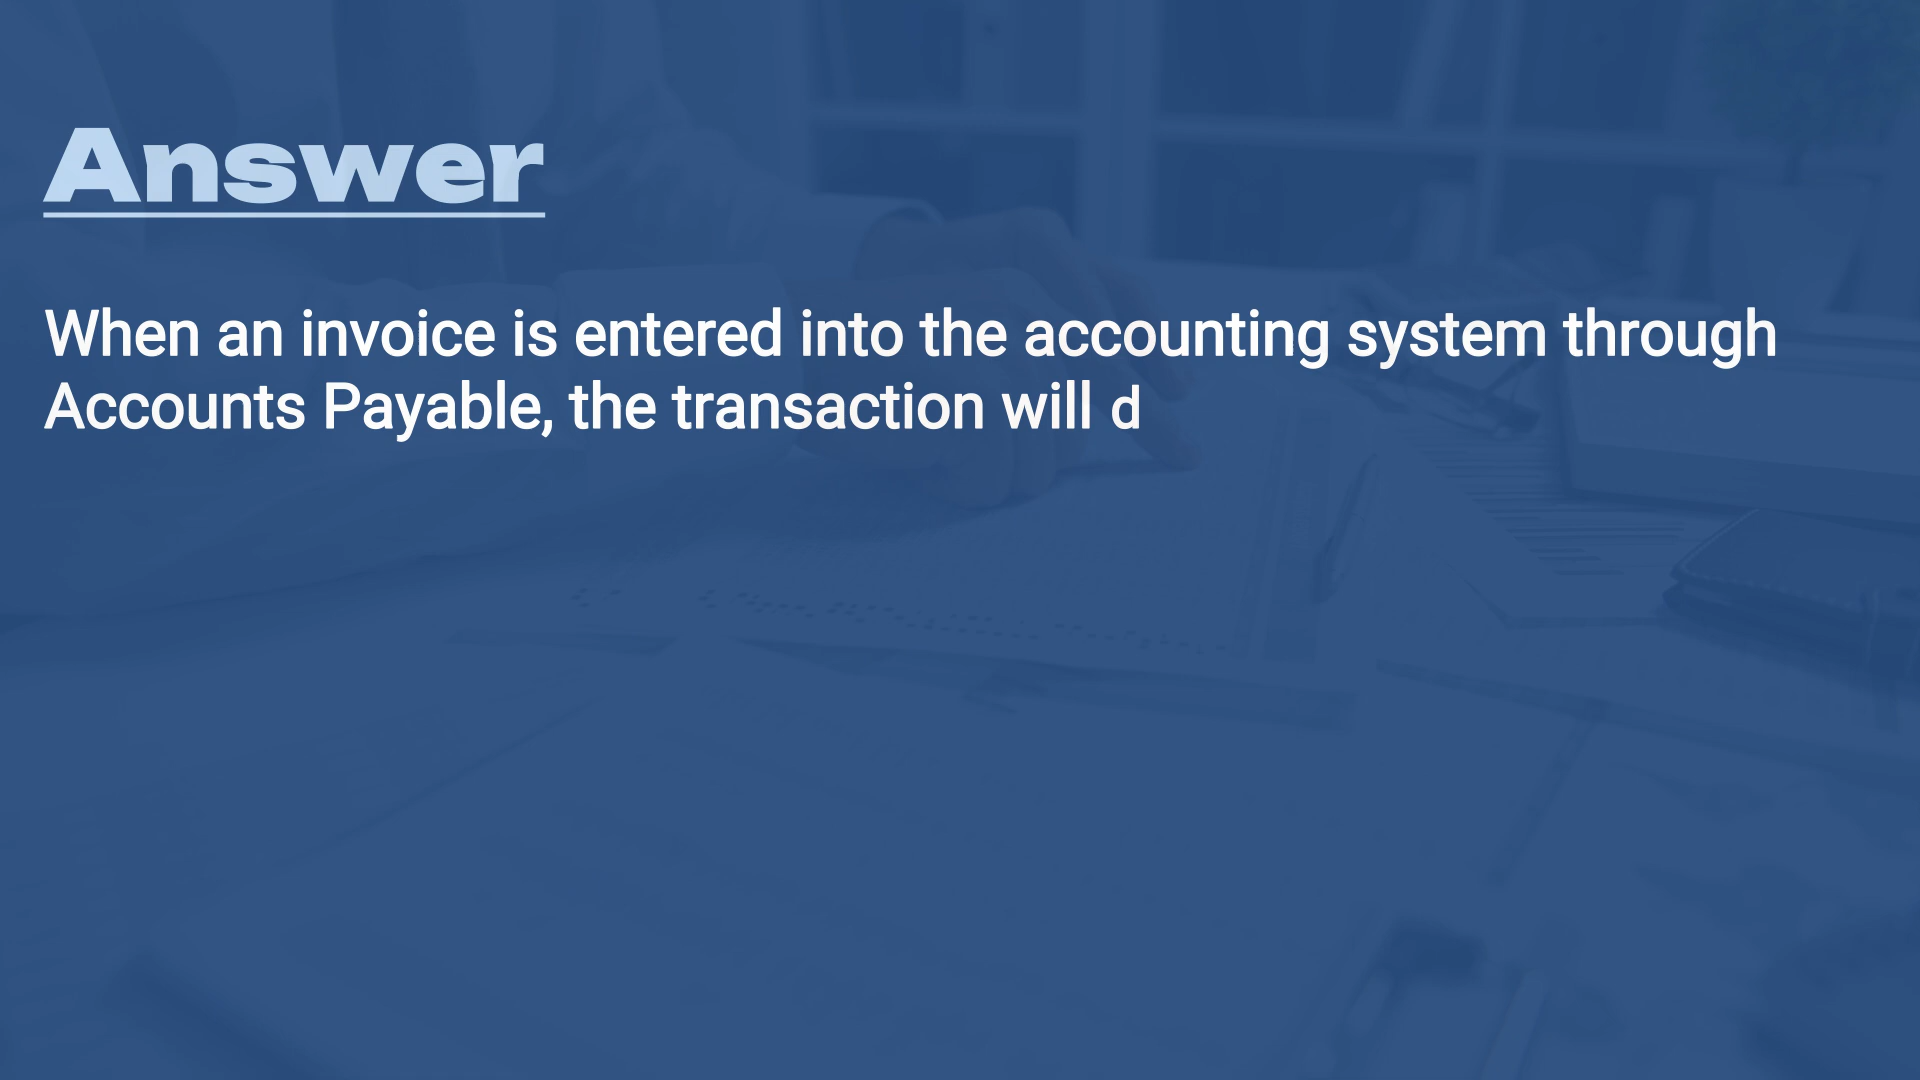 Answer
When an invoice is entered into the accounting system through
Accounts Payable, the transaction will d